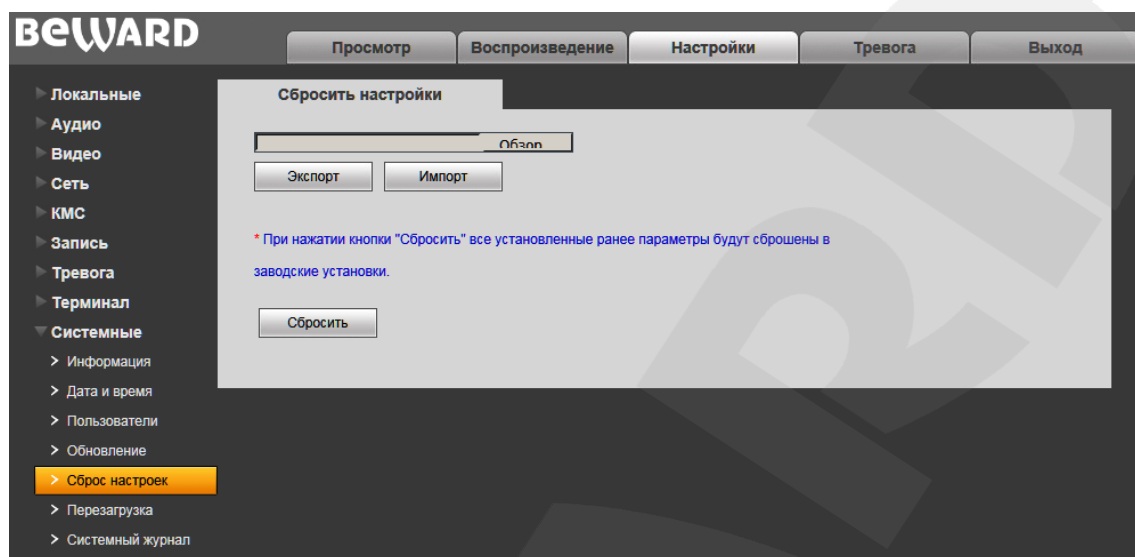 BEWARD
Просмотр Воспроизведение Настройки Тревога Выход
Локальные
Аудио
Видео
Сеть
КМС
Запись
Тревога
Терминал
Системные
> Информация
> Дата и время
> Пользователи
> Обновление
> Сброс настроек
> Перезагрузка
> Системный журнал
Сбросить настройки
Обзор
Экспорт Импорт
* При нажатии кнопки "Сбросить" все установленные ранее параметры будут сброшены в
заводские установки.
Сбросить